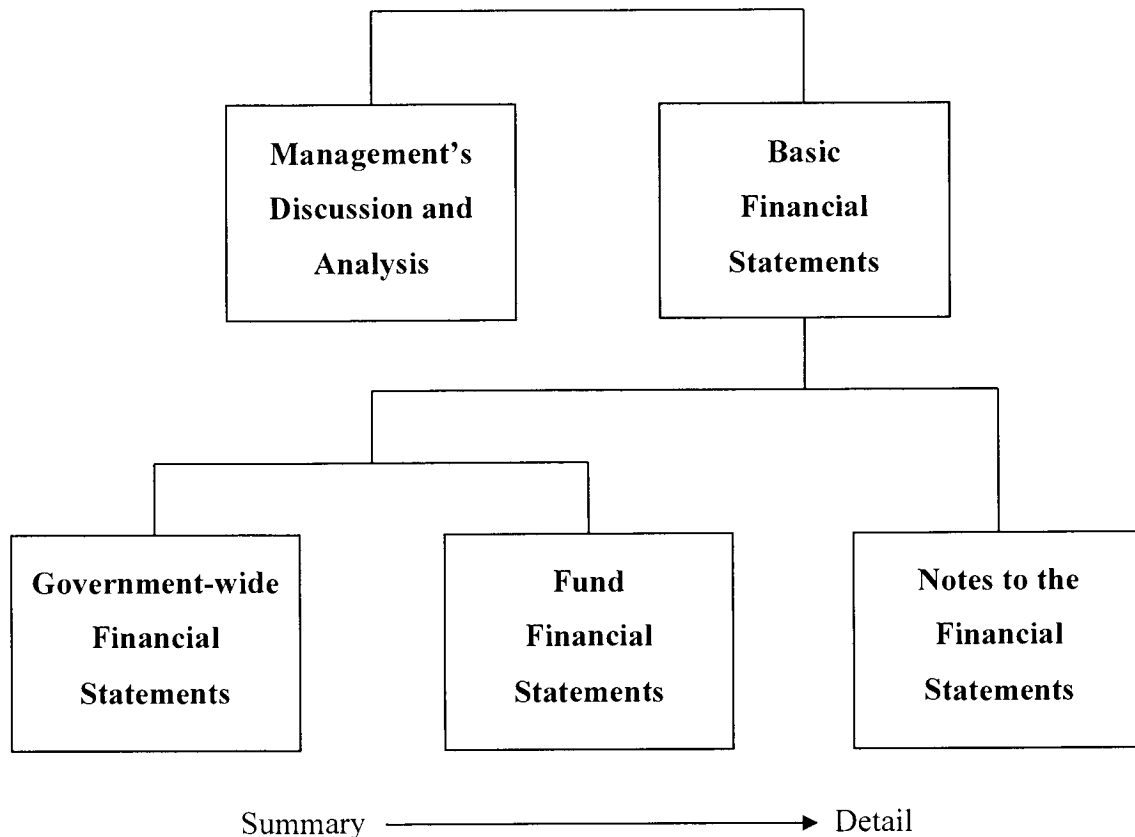 Management’s
Discussion and
Analysis
Basic
Financial
Statements
Government-wide
Financial
Statements
Fund
Financial
Statements
Notes to the
Financial
Statements
Summary
Detail